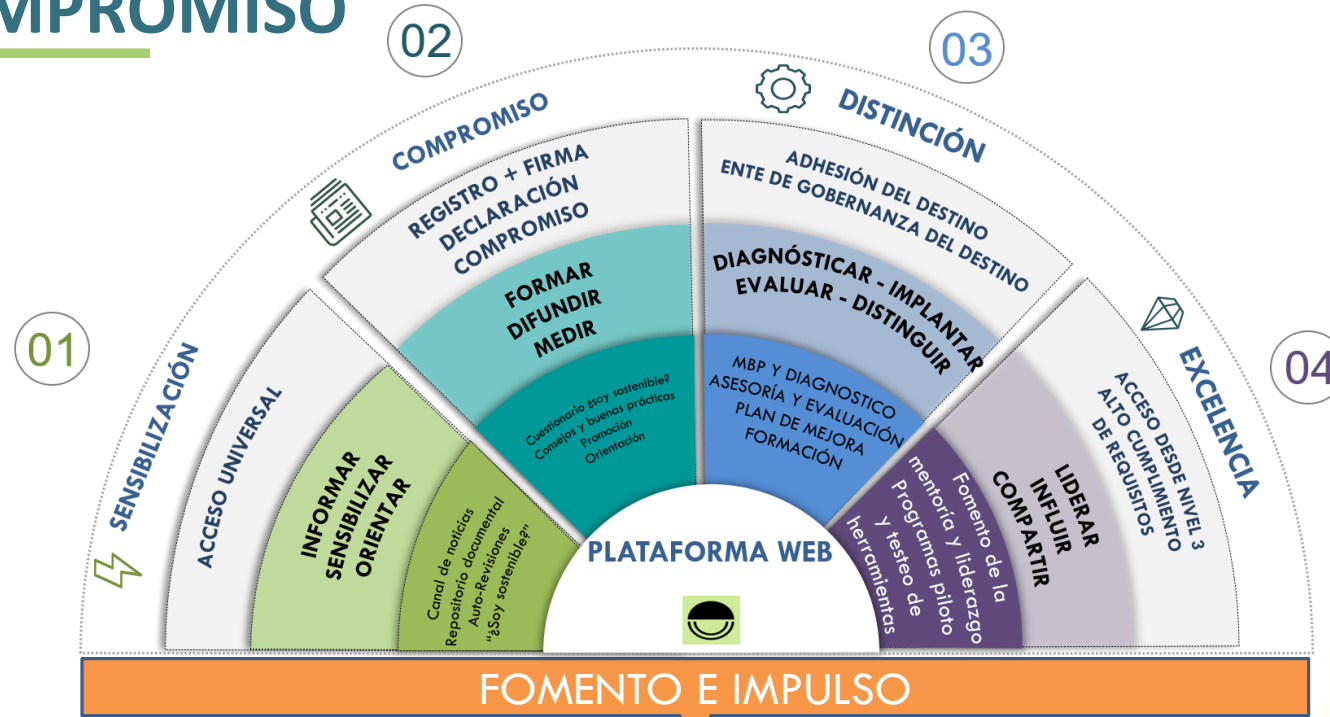 MPROMISO
01
SENSIBILIZACIÓN
ACCESO UNIVERSAL
INFORMAR
SENSIBILIZAR
ORIENTAR
Canal de noticias
Repositorio documental
Auto-Revisiones
“¿Soy sostenible?”
02
COMPROMISO
REGISTRO + FIRMA
DECLARACIÓN
COMPROMISO
FORMAR
DIFUNDIR
MEDIR
Cuestionario ¿soy sostenible?
Consejos y buenas prácticas
Promoción
Orientación
03
DISTINCIÓN
ADHESIÓN DEL DESTINO
ENTE DE GOBERNANZA DEL DESTINO
DIAGNÓSTICAR - IMPLANTAR
EVALUAR - DISTINGUIR
MBP Y DIAGNOSTICO
ASESORÍA Y EVALUACIÓN
PLAN DE MEJORA
FORMACIÓN
04
EXCELENCIA
ACCESO DESDE NIVEL 3
ALTO CUMPLIMIENTO
DE REQUISITOS
LIDERAR
INFLUIR
COMPARTIR
Fomento de la
mentoría y liderazgo
Programas piloto
y testeo de
herramientas
PLATAFORMA WEB
FOMENTO E IMPULSO